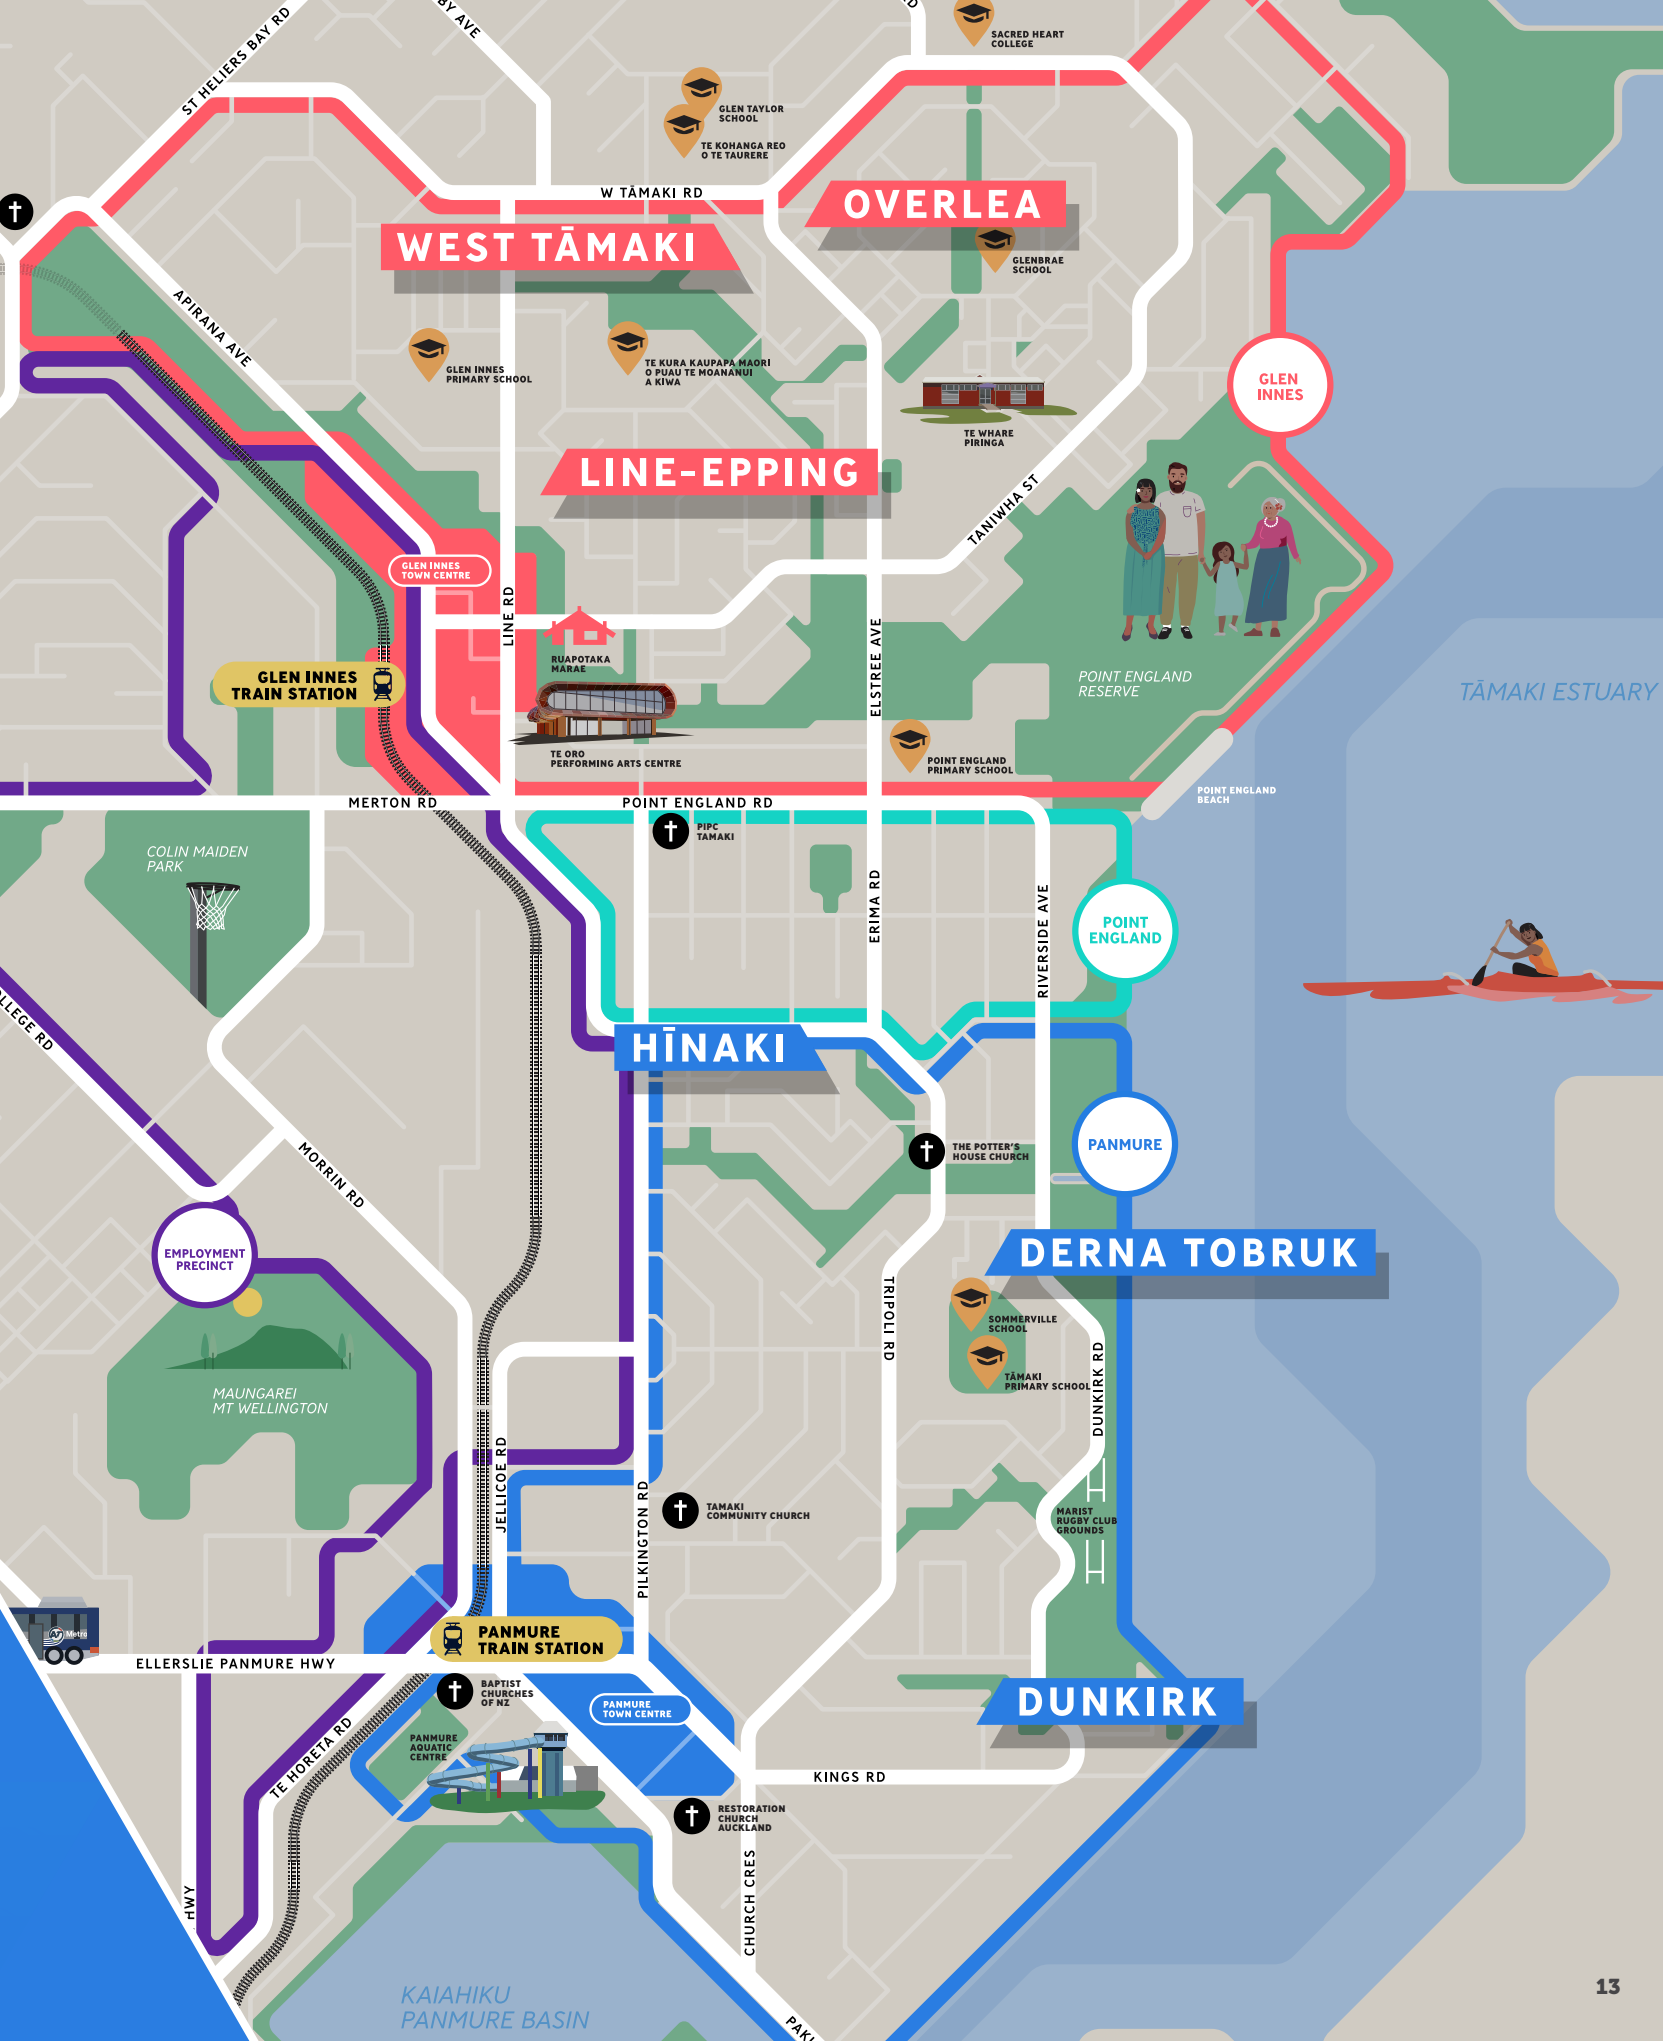 ST HELIERS BAY RD
BY AVE
RD
SACRED HEART
COLLEGE
GLEN TAYLOR
SCHOOL
TE KOHANGA REO
O TE TAURERE
W TĀMAKI RD
OVERLEA
WEST TĀMAKI
GLENBRAE
SCHOOL
APIRANA AVE
GLEN INNES
PRIMARY SCHOOL
TE KURA KAUPAPA MAORI
O PUAU TE MOANANUI
A KIWA
GLEN
INNES
TE WHARE
PIRINGA
LINE-EPPING
TANIWHA ST
GLEN INNES
TOWN CENTRE
LINE RD
ELSTREE AVE
RUAPOTAKA
MARAE
GLEN INNES
TRAIN STATION
POINT ENGLAND
RESERVE
TĀMAKI ESTUARY
TE ORO
PERFORMING ARTS CENTRE
POINT ENGLAND
PRIMARY SCHOOL
POINT ENGLAND
BEACH
MERTON RD
POINT ENGLAND RD
PIPC
TAMAKI
COLIN MAIDEN
PARK
ERIMA RD
RIVERSIDE AVE
POINT
ENGLAND
LLEGE RD
HĪNAKI
MORRIN RD
THE POTTER'S
HOUSE CHURCH
PANMURE
EMPLOYMENT
PRECINCT
DERNA TOBRUK
TRIPOLI RD
SOMMERVILLE
SCHOOL
TĀMAKI
PRIMARY SCHOOL
DUNKIRK RD
MAUNGAREI
MT WELLINGTON
JELLICOE RD
PILKINGTON RD
TAMAKI
COMMUNITY CHURCH
MARIST
RUGBY CLUB
GROUNDS
AT Metro
PANMURE
TRAIN STATION
ELLERSLIE PANMURE HWY
BAPTIST
CHURCHES
OF NZ
PANMURE
TOWN CENTRE
DUNKIRK
TE HORETA RD
PANMURE
AQUATIC
CENTRE
KINGS RD
RESTORATION
CHURCH
AUCKLAND
HWY
CHURCH CRES
KAIAHIKU
PANMURE BASIN
PAKU
13